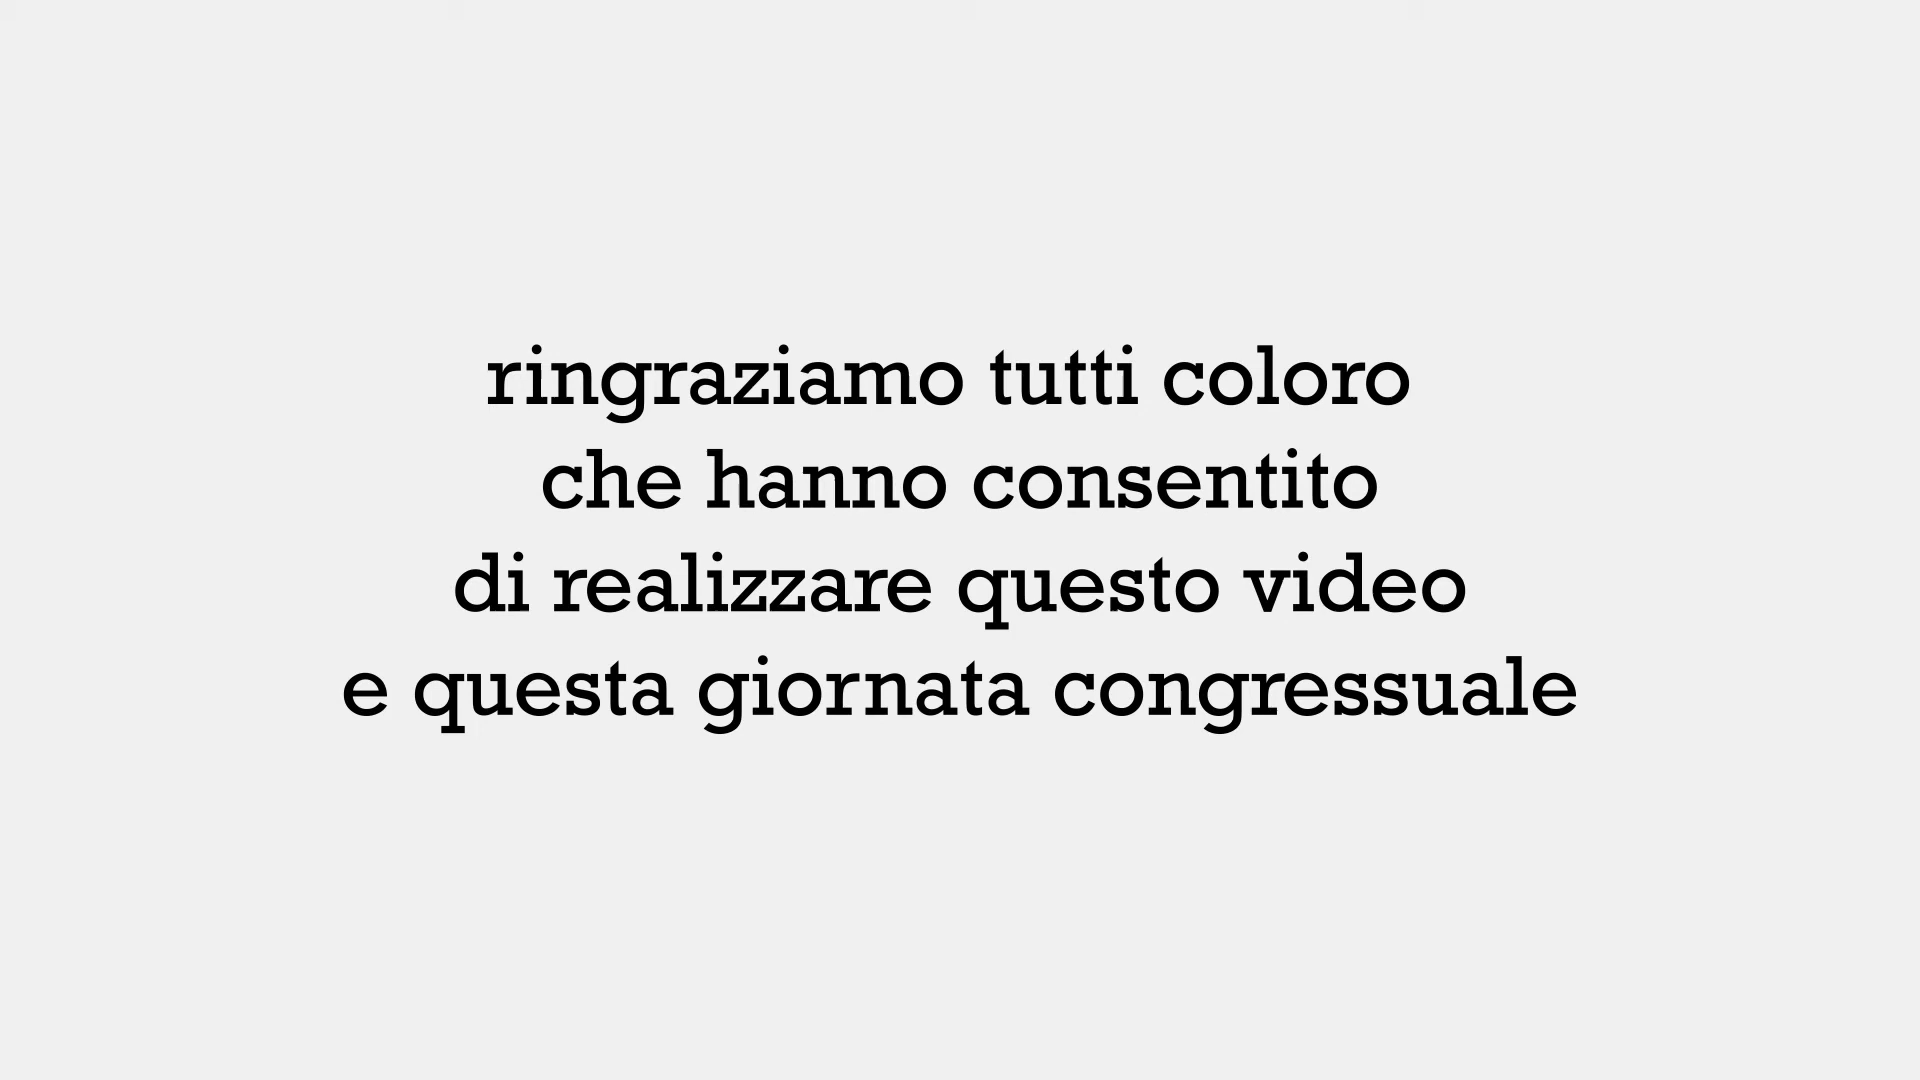 ringraziamo tutti coloro
che hanno consentito
di realizzare questo video
e questa giornata congressuale